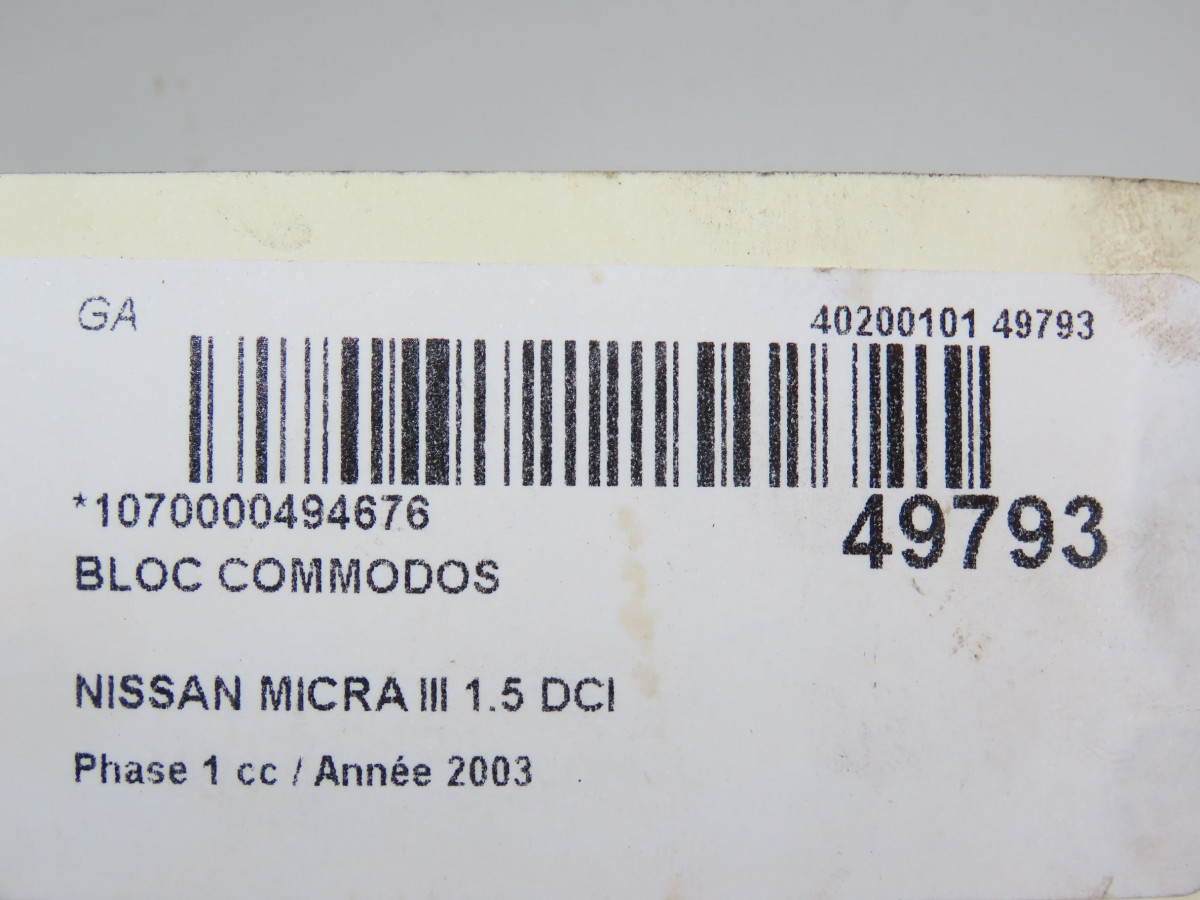 GA
40200101 49793
*1070000494676
49793
BLOC COMMODOS
NISSAN MICRA III 1.5 DCI
Phase 1 cc / Année 2003